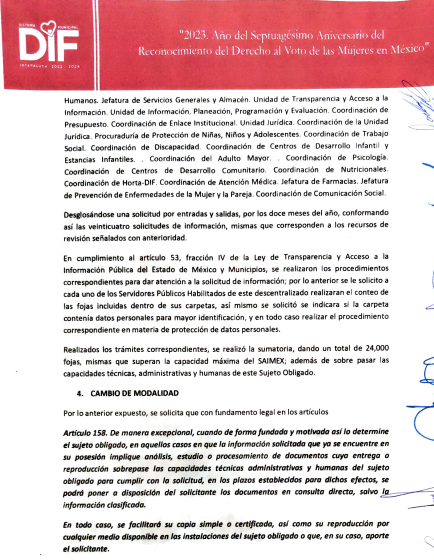 SISTEMA MUNICIPAL
DIF
"2023. Año del Septuagésimo Aniversario del
Reconocimiento del Derecho al Voto de las Mujeres en México"
Humanos. Jefatura de Servicios Generales y Almacén. Unidad de Transparencia y Acceso a la
Información. Unidad de Información, Planeación, Programación y Evaluación. Coordinación de
Presupuesto. Coordinación de Enlace Institucional. Unidad Jurídica. Coordinación de la Unidad
Jurídica. Procuraduría de Protección de Niñas, Niños y Adolescentes. Coordinación de Trabajo
Social. Coordinación de Discapacidad. Coordinación de Centros de Desarrollo Infantil y
Estancias Infantiles. . Coordinación del Adulto Mayor. . Coordinación de Psicología.
Coordinación de Centros de Desarrollo Comunitario. Coordinación de Nutricionales.
Coordinación de Horta-DIF. Coordinación de Atención Médica. Jefatura de Farmacias. Jefatura
de Prevención de Enfermedades de la Mujer y la Pareja. Coordinación de Comunicación Social.
Desglosándose una solicitud por entradas y salidas, por los doce meses del año, conformando
así las veinticuatro solicitudes de información, mismas que corresponden a los recursos de
revisión señalados con anterioridad.
En cumplimiento al artículo 53, fracción IV de la Ley de Transparencia y Acceso a la
Información Pública del Estado de México y Municipios, se realizaron los procedimientos
correspondientes para dar atención a la solicitud de información; por lo anterior se le solicito a
cada uno de los Servidores Públicos Habilitados de este descentralizado realizaran el conteo de
las fojas incluidas dentro de sus carpetas, así mismo se solicitó se indicara si la carpeta
contenía datos personales para mayor identificación, y en todo caso realizar el procedimiento
correspondiente en materia de protección de datos personales.
Realizados los trámites correspondientes, se realizó la sumatoria, dando un total de 24,000
fojas, mismas que superan la capacidad máxima del SAIMEX; además de sobre pasar las
capacidades técnicas, administrativas y humanas de este Sujeto Obligado.
4. CAMBIO DE MODALIDAD
Por lo anterior expuesto, se solicita que con fundamento legal en los artículos
Artículo 158. De manera excepcional, cuando de forma fundada y motivada así lo determine
el sujeto obligado, en aquellos casos en que la información solicitada que ya se encuentre en
su posesión implique análisis, estudio o procesamiento de documentos cuya entrega o
reproducción sobrepase las capacidades técnicas administrativas y humanas del sujeto
obligado para cumplir con la solicitud, en los plazos establecidos para dichos efectos, se
podrá poner a disposición del solicitante los documentos en consulta directa, salvo la
información clasificada.
En todo caso, se facilitará su copia simple o certificada, así como su reproducción por
cualquier medio disponible en las instalaciones del sujeto obligado o que, en su caso, aporte
el solicitante.